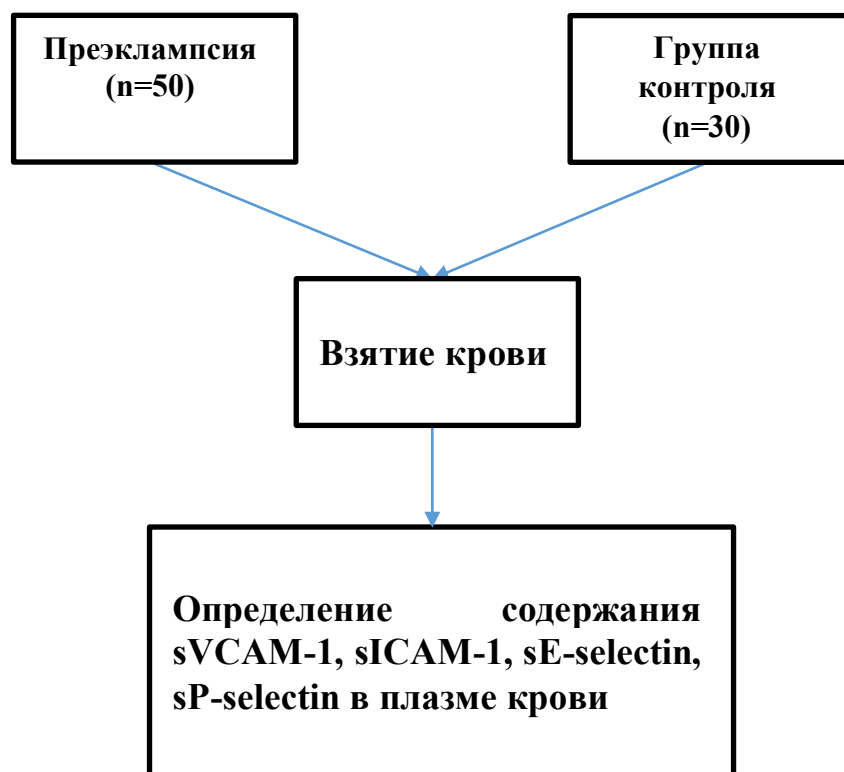 Преэклампсия
(n=50)
Группа
контроля
(n=30)
Взятие крови
Определение содержания
sVCAM-1, sICAM-1, sE-selectin,
sP-selectin в плазме крови